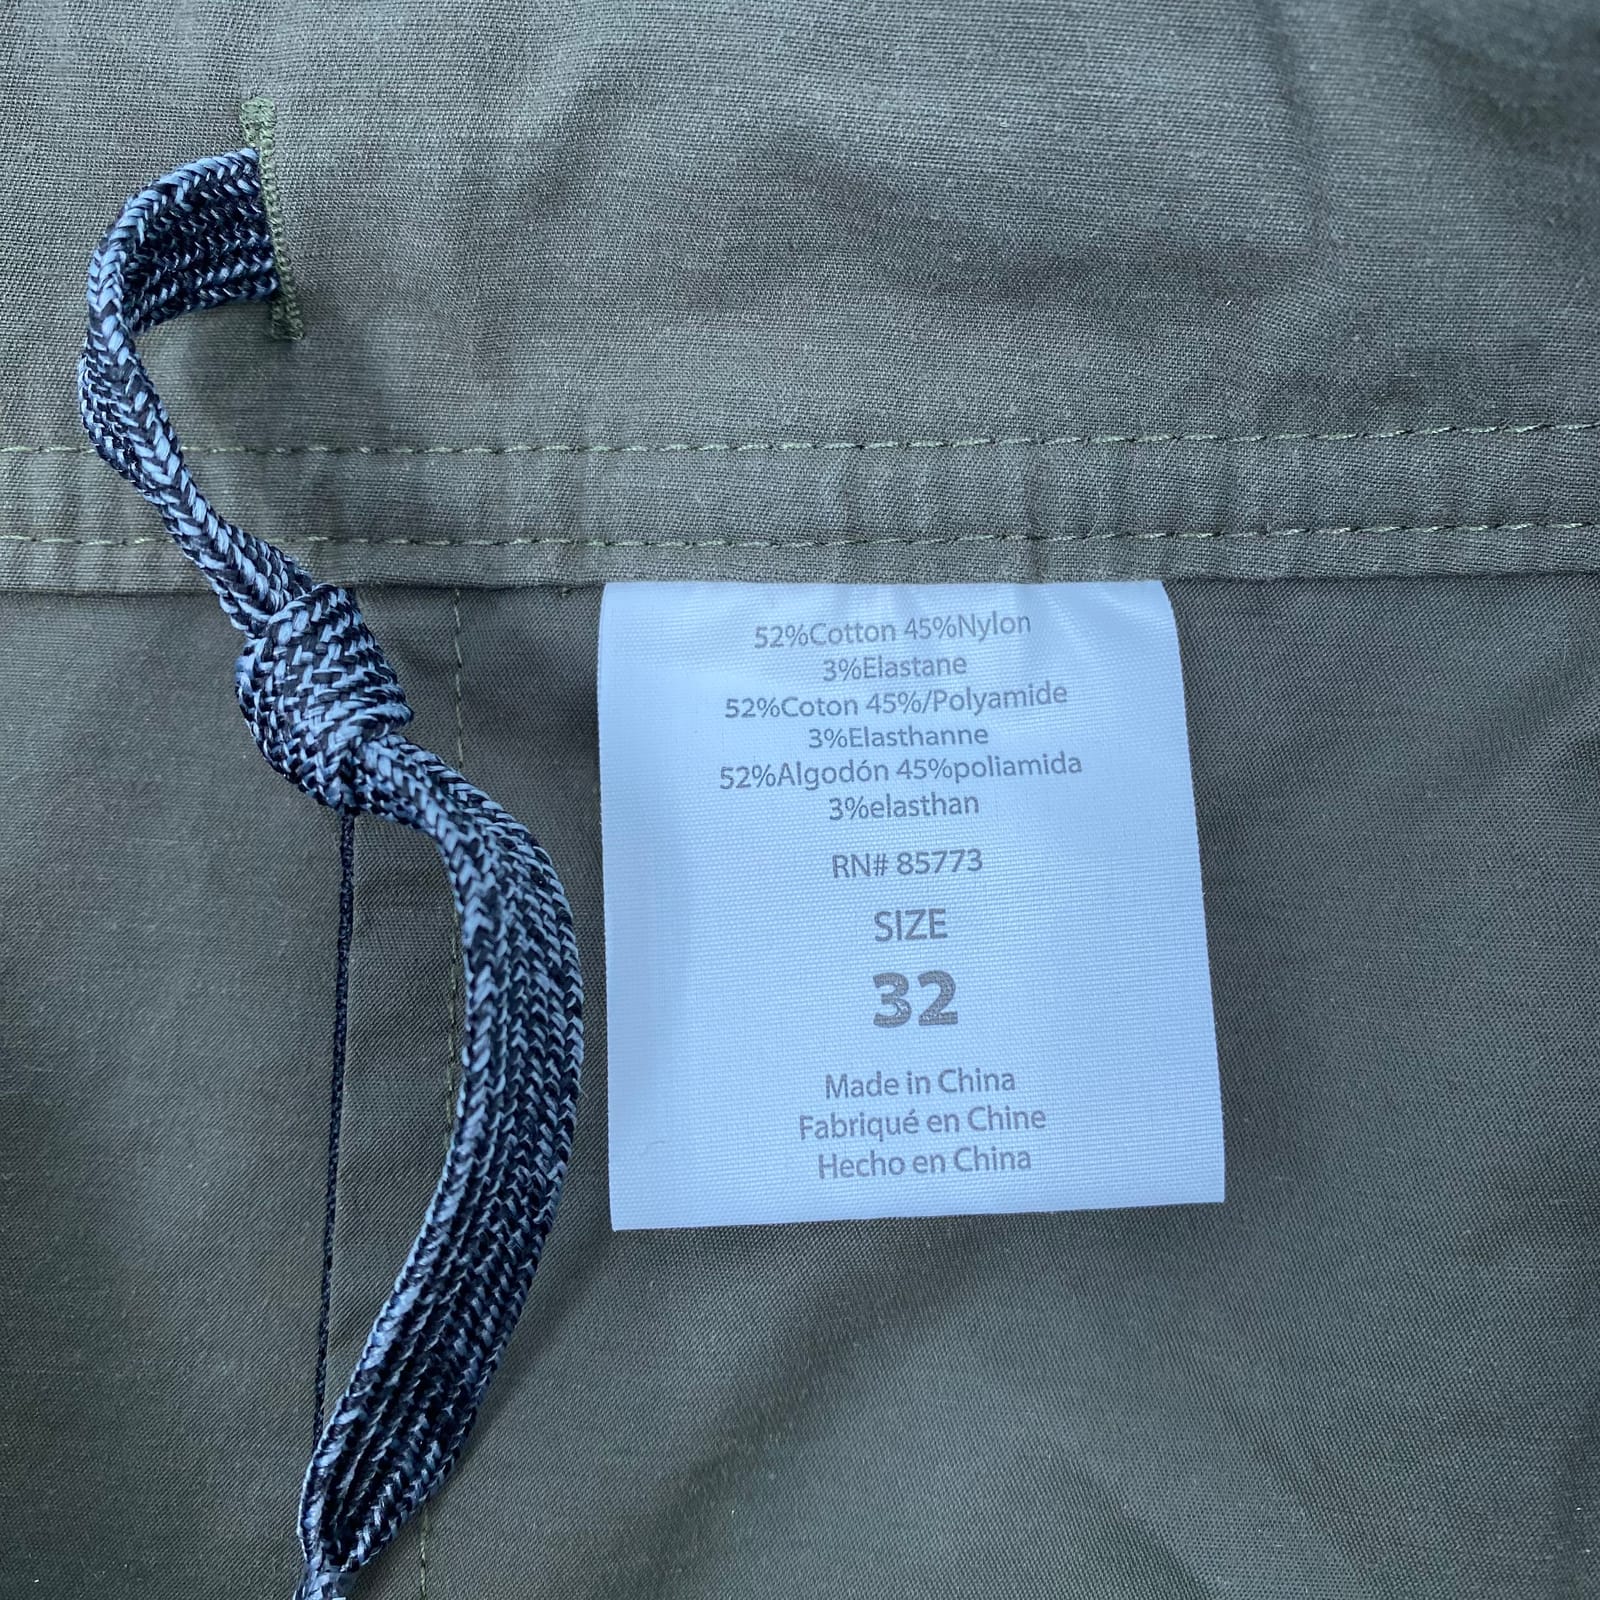 52%Cotton 45%Nylon
3%Elastane
52%Coton 45%/Polyamide
3%Elasthanne
52%Algodón 45%poliamida
3%elasthan
RN# 85773
SIZE
32
Made in China
Fabriqué en Chine
Hecho en China